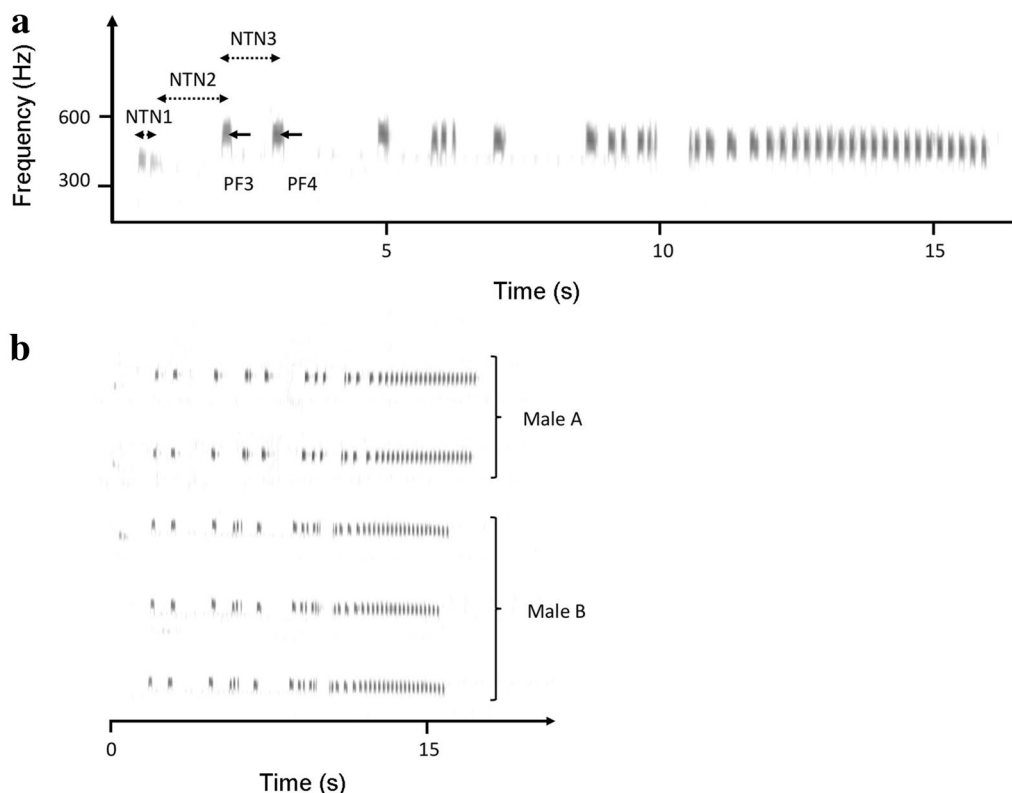 a
Frequency (Hz)
600
300
NTN1
NTN2
NTN3
PF3
PF4
5
10
15
Time (s)
b
Male A
Male B
0
15
Time (s)